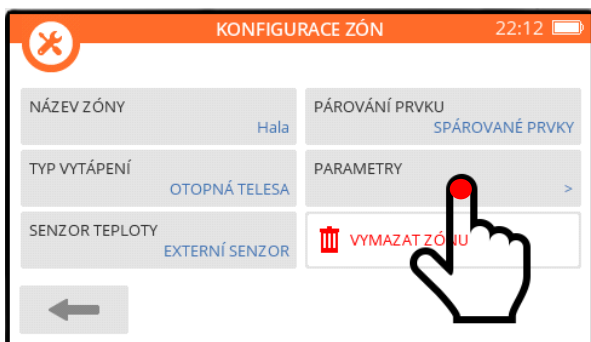 KONFIGURACE ZÓN 22:12
NÁZEV ZÓNY
Hala
PÁROVÁNÍ PRVKU
SPÁROVANÉ PRVKY
TYP VYTÁPENÍ
OTOPNÁ TELESA
PARAMETRY
>
SENZOR TEPLOTY
EXTERNÍ SENZOR
VYMAZAT ZÓNU